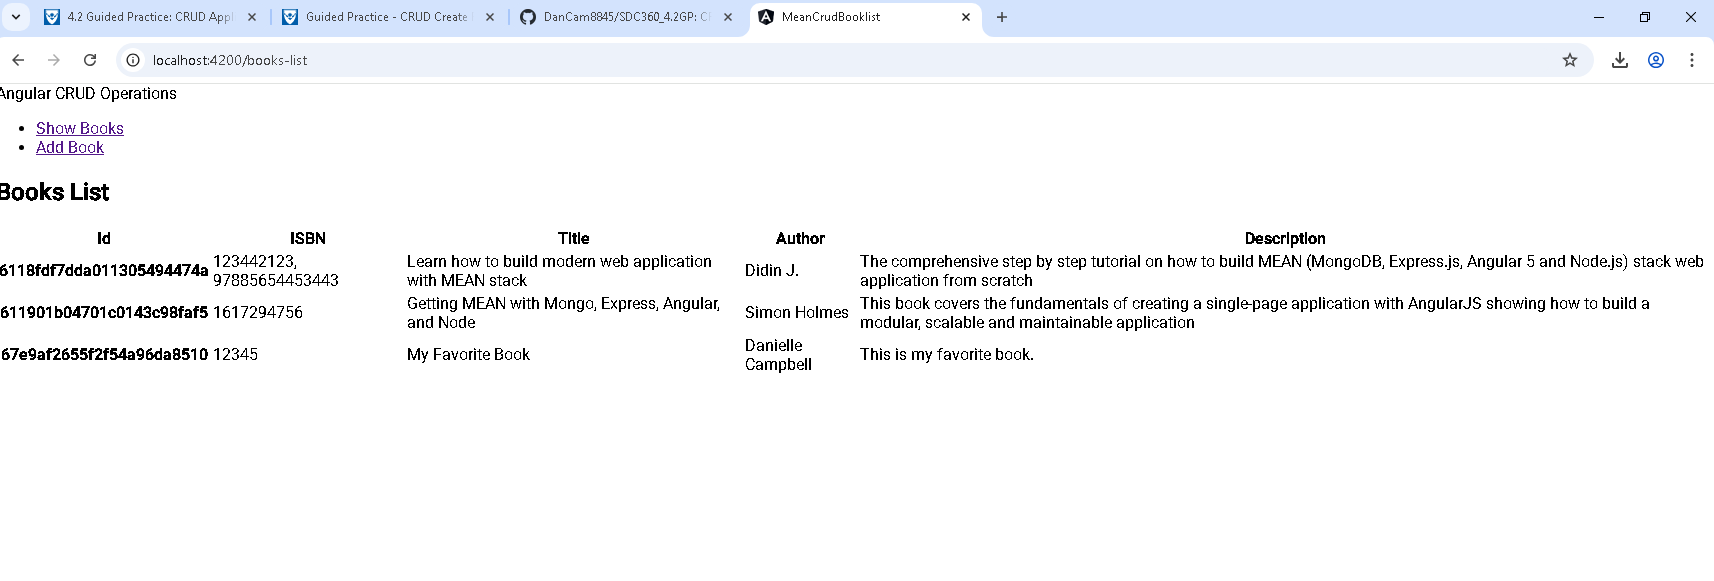 4.2 Guided Practice: CRUD Appl
Guided Practice - CRUD Create
DanCam8845/SDC360_4.2GP: C
MeanCrudBooklist
localhost:4200/books-list
Angular CRUD Operations
Show Books
Add Book
Books List
Id ISBN Title Author Description
6118fdf7dda011305494474a 123442123, 97885654453443 Learn how to build modern web application with MEAN stack Didin J. The comprehensive step by step tutorial on how to build MEAN (MongoDB, Express.js, Angular 5 and Node.js) stack web application from scratch
611901b04701c0143c98faf5 1617294756 Getting MEAN with Mongo, Express, Angular, and Node Simon Holmes This book covers the fundamentals of creating a single-page application with AngularJS showing how to build a modular, scalable and maintainable application
67e9af2655f2f54a96da8510 12345 My Favorite Book Danielle Campbell This is my favorite book.